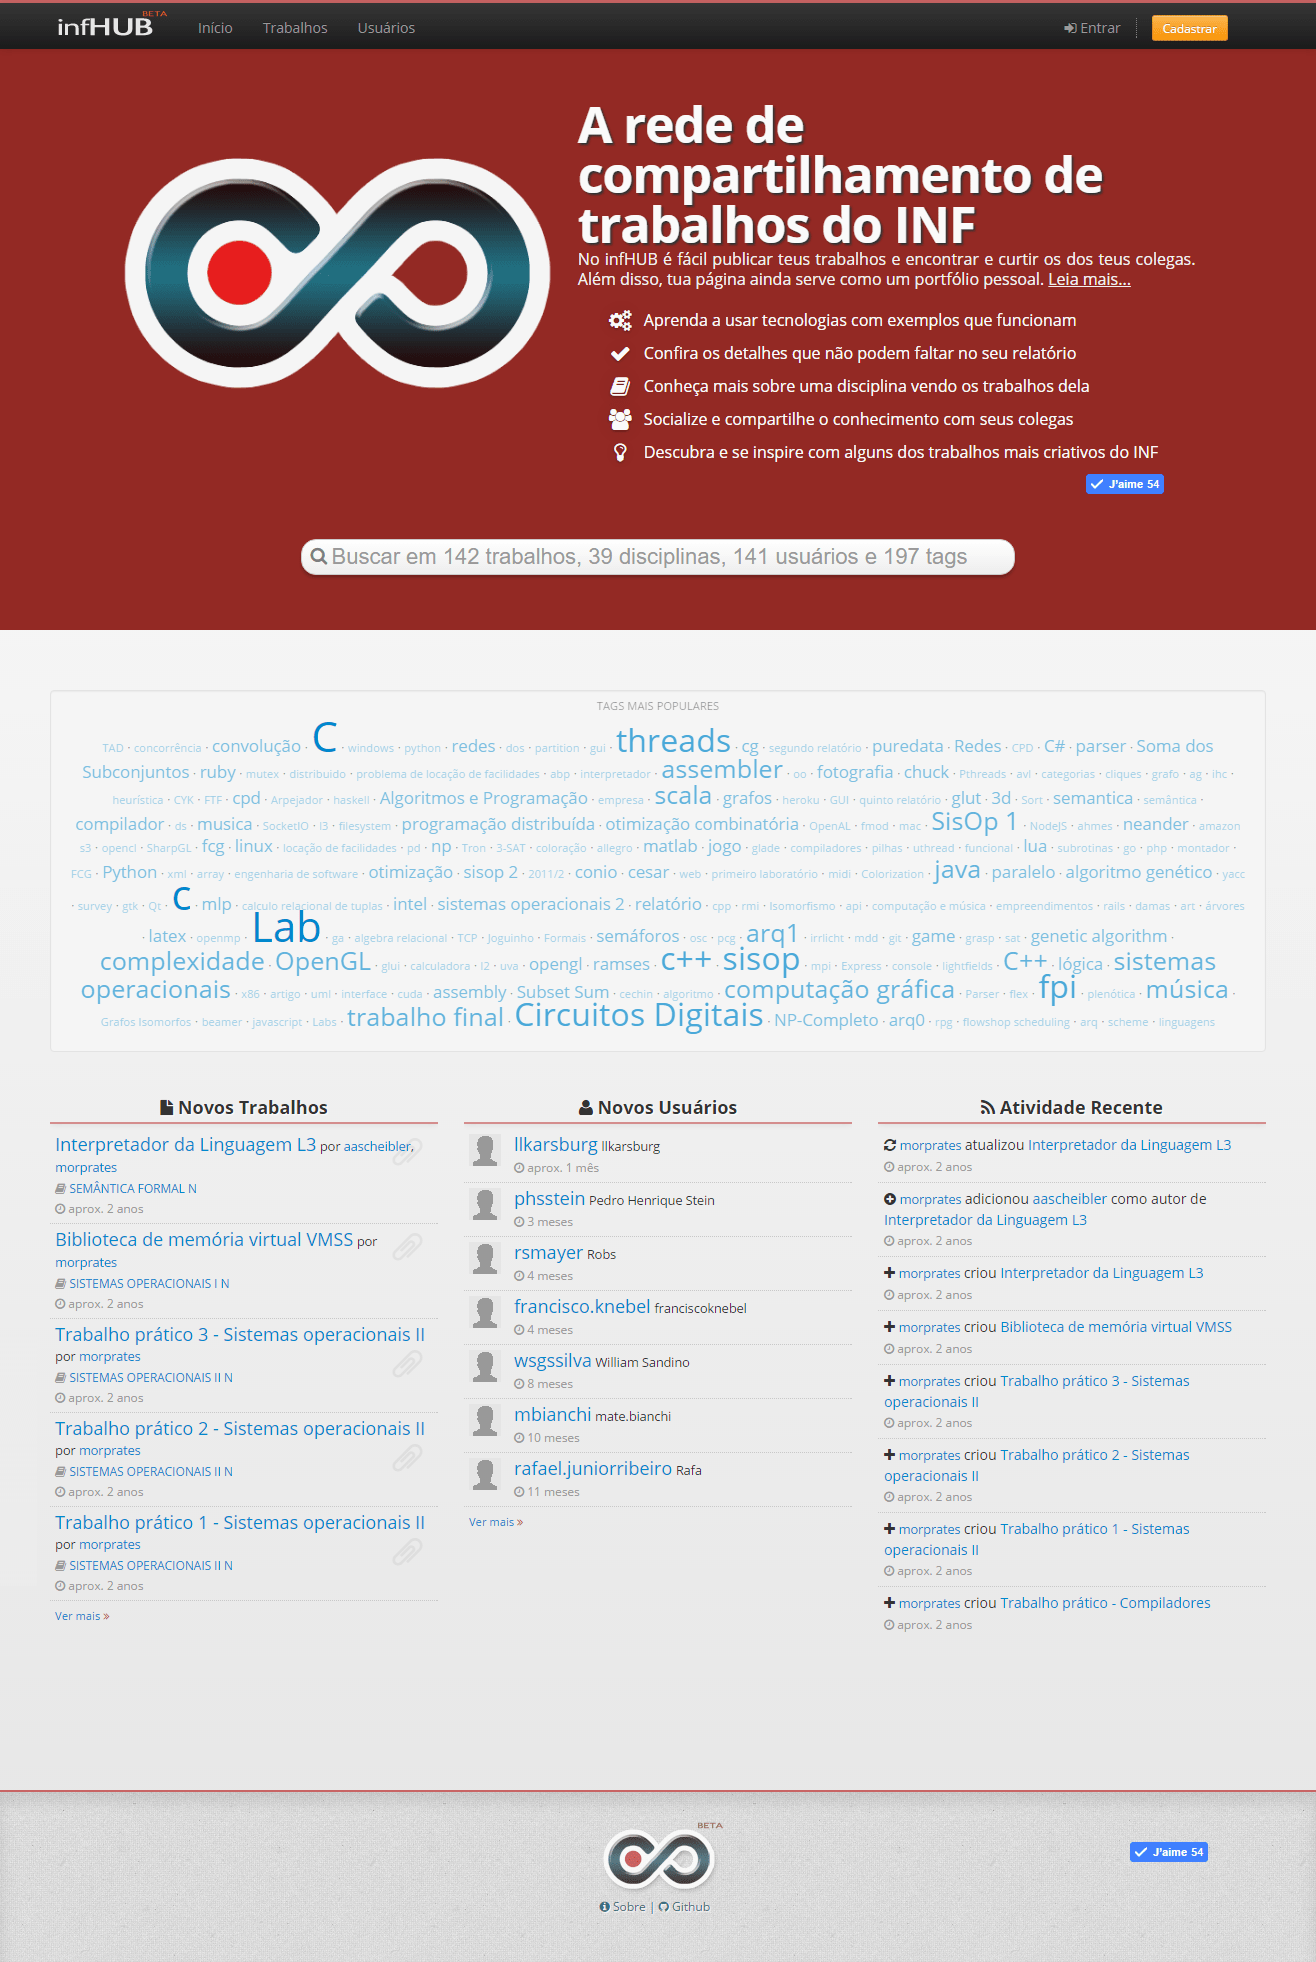 infHUB BETA Início Trabalhos Usuários Entrar Cadastrar
A rede de
compartilhamento de
trabalhos do INF
No infHUB é fácil publicar teus trabalhos e encontrar e curtir os dos teus colegas.
Além disso, tua página ainda serve como um portfólio pessoal. Leia mais...
Aprenda a usar tecnologias com exemplos que funcionam
Confira os detalhes que não podem faltar no seu relatório
Conheça mais sobre uma disciplina vendo os trabalhos dela
Socialize e compartilhe o conhecimento com seus colegas
Descubra e se inspire com alguns dos trabalhos mais criativos do INF
J'aime 54
Buscar em 142 trabalhos, 39 disciplinas, 141 usuários e 197 tags
TAGS MAIS POPULARES
TAD · concorrência · convolução · C · windows · python · redes · dos · partition · gui · threads · cg · segundo relatório · puredata · Redes · CPD · C# · parser · Soma dos
Subconjuntos · ruby · mutex · distribuido · problema de locação de facilidades · abp · interpretador · assembler · oo · fotografia · chuck · Pthreads · avl · categorias · cliques · grafo · ag · ihc ·
heurística · CYK · FTF · cpd · Arpejador · haskell · Algoritmos e Programação · empresa · scala · grafos · heroku · GUI · quinto relatório · glut · 3d · Sort · semantica · semântica ·
compilador · ds · musica · SocketIO · l3 · filesystem · programação distribuída · otimização combinatória · OpenAL · fmod · mac · SisOp 1 · NodeJS · ahmes · neander · amazon
s3 · opencl · SharpGL · fcg · linux · locação de facilidades · pd · np · Tron · 3-SAT · coloração · allegro · matlab · jogo · glade · compiladores · pilhas · uthread · funcional · lua · subrotinas · go · php · montador ·
FCG · Python · xml · array · engenharia de software · otimização · sisop 2 · 2011/2 · conio · cesar · web · primeiro laboratório · midi · Colorization · java · paralelo · algoritmo genético · yacc
· survey · gtk · Qt · c · mlp · calculo relacional de tuplas · intel · sistemas operacionais 2 · relatório · cpp · rmi · Isomorfismo · api · computação e música · empreendimentos · rails · damas · art · árvores
· latex · openmp · Lab · ga · algebra relacional · TCP · Joguinho · Formais · semáforos · osc · pcg · arq1 · irrlicht · mdd · git · game · grasp · sat · genetic algorithm ·
complexidade · OpenGL · glui · calculadora · l2 · uva · opengl · ramses · c++ · sisop · mpi · Express · console · lightfields · C++ · lógica · sistemas
operacionais · x86 · artigo · uml · interface · cuda · assembly · Subset Sum · cechin · algoritmo · computação gráfica · Parser · flex · fpi · plenótica · música ·
Grafos Isomorfos · beamer · javascript · Labs · trabalho final · Circuitos Digitais · NP-Completo · arq0 · rpg · flowshop scheduling · arq · scheme · linguagens
Novos Trabalhos
Interpretador da Linguagem L3 por aascheibler,
morprates
SEMÂNTICA FORMAL N
aprox. 2 anos
Biblioteca de memória virtual VMSS por
morprates
SISTEMAS OPERACIONAIS I N
aprox. 2 anos
Trabalho prático 3 - Sistemas operacionais II
por morprates
SISTEMAS OPERACIONAIS II N
aprox. 2 anos
Trabalho prático 2 - Sistemas operacionais II
por morprates
SISTEMAS OPERACIONAIS II N
aprox. 2 anos
Trabalho prático 1 - Sistemas operacionais II
por morprates
SISTEMAS OPERACIONAIS II N
aprox. 2 anos
Ver mais »
Novos Usuários
llkarsburg llkarsburg
aprox. 1 mês
phsstein Pedro Henrique Stein
3 meses
rsmayer Robs
4 meses
francisco.knebel franciscoknebel
4 meses
wsgssilva William Sandino
8 meses
mbianchi mate.bianchi
10 meses
rafael.juniorribeiro Rafa
11 meses
Ver mais »
Atividade Recente
morprates atualizou Interpretador da Linguagem L3
aprox. 2 anos
morprates adicionou aascheibler como autor de
Interpretador da Linguagem L3
aprox. 2 anos
morprates criou Interpretador da Linguagem L3
aprox. 2 anos
morprates criou Biblioteca de memória virtual VMSS
aprox. 2 anos
morprates criou Trabalho prático 3 - Sistemas
operacionais II
aprox. 2 anos
morprates criou Trabalho prático 2 - Sistemas
operacionais II
aprox. 2 anos
morprates criou Trabalho prático 1 - Sistemas
operacionais II
aprox. 2 anos
morprates criou Trabalho prático - Compiladores
aprox. 2 anos
BETA
J'aime 54
Sobre | Github